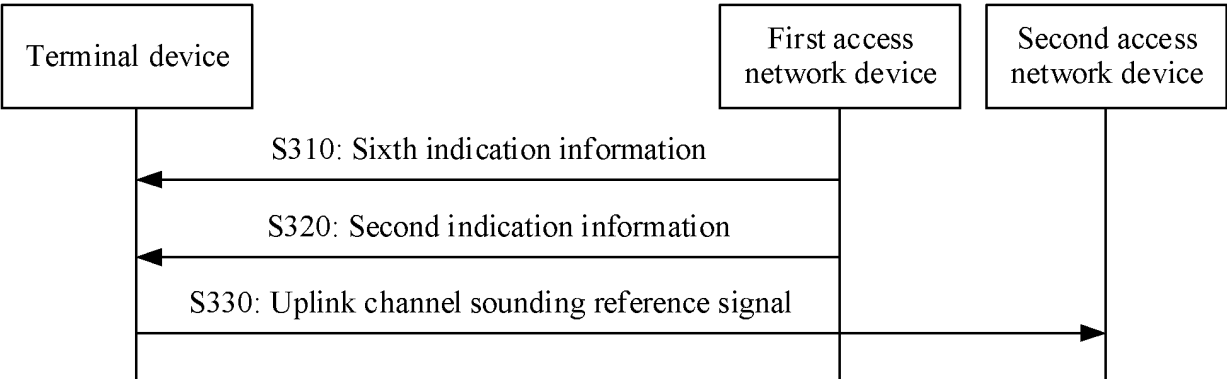 Terminal device
First access
network device
Second access
network device
S310: Sixth indication information
S320: Second indication information
S330: Uplink channel sounding reference signal